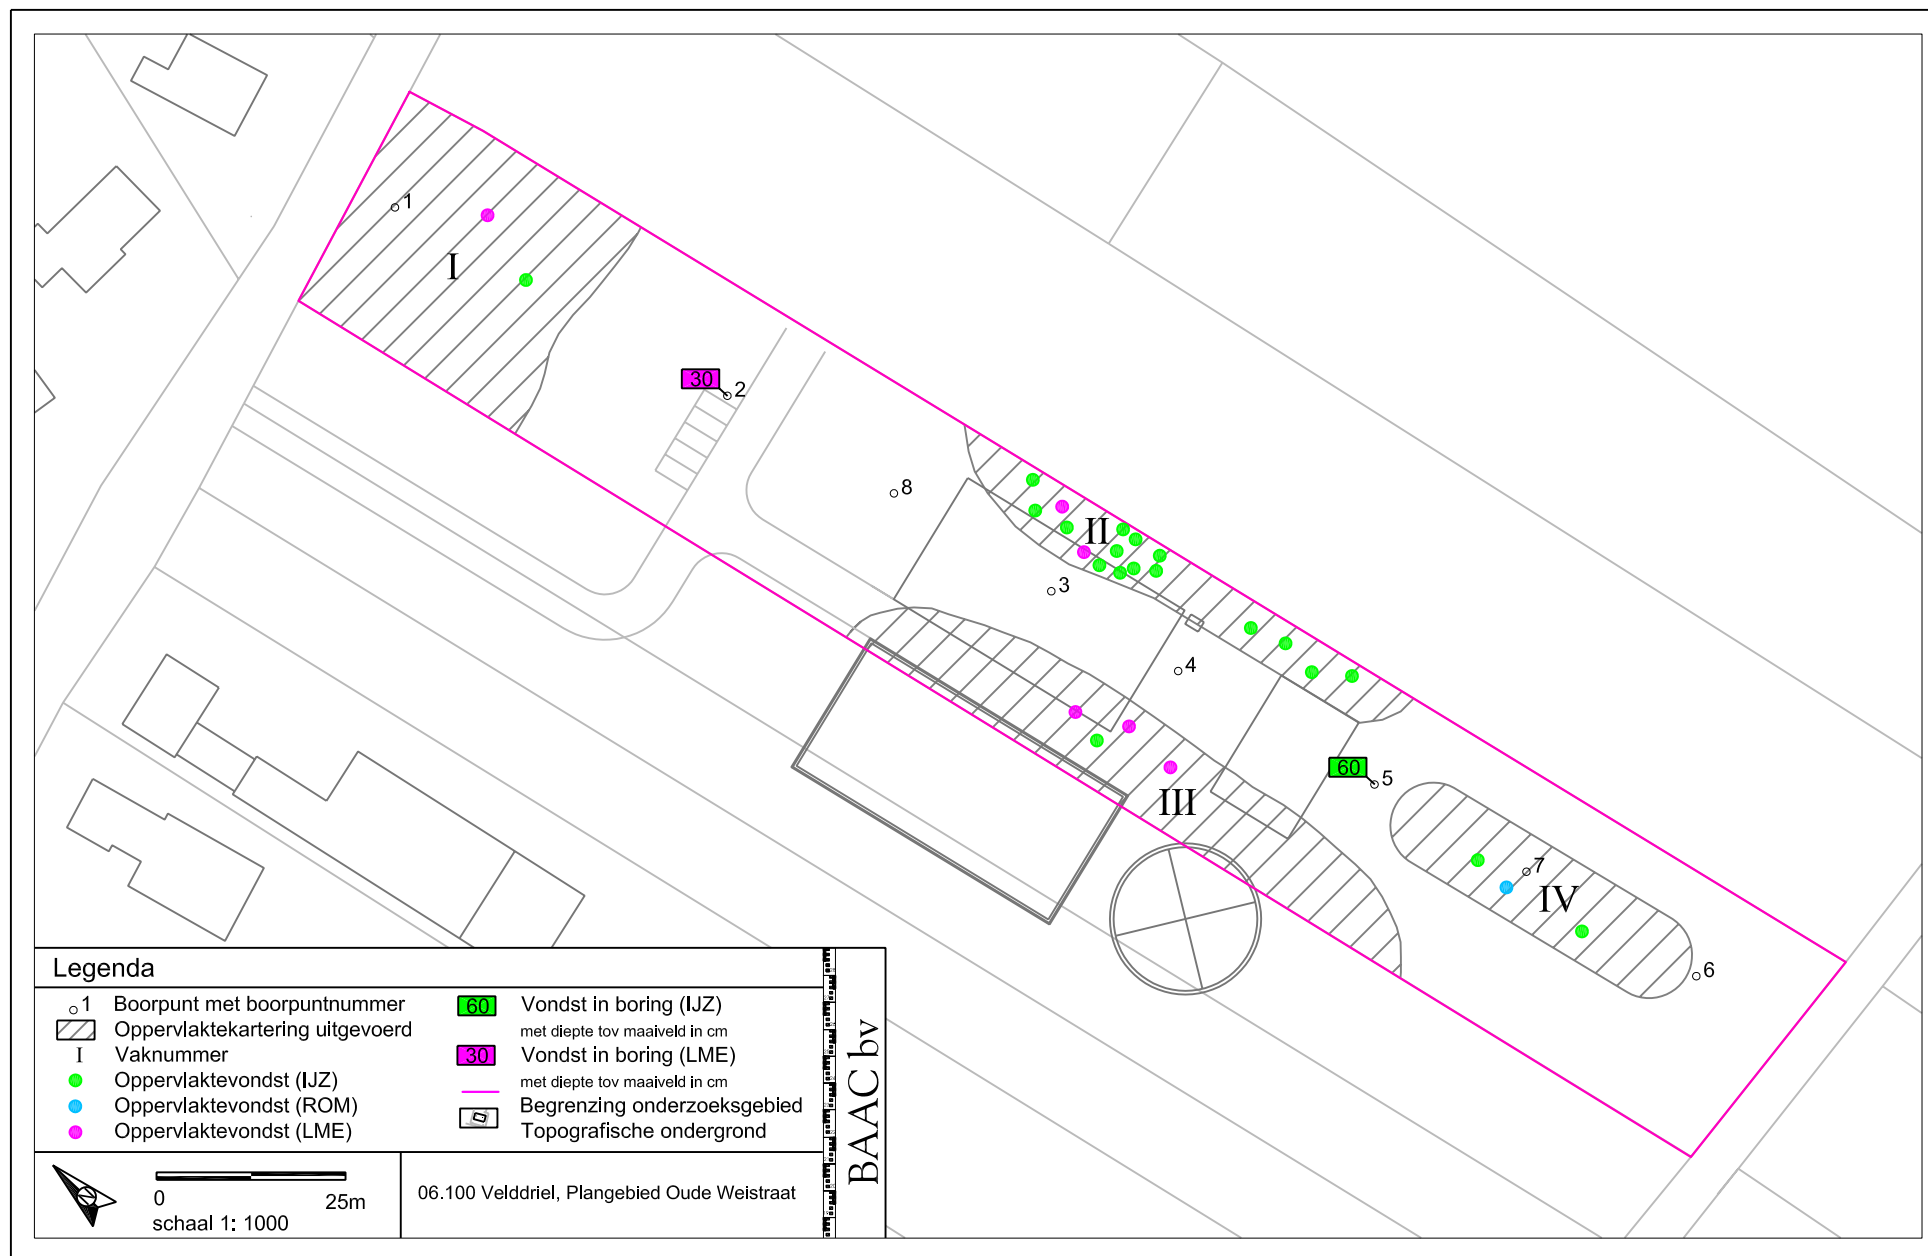 1
I
30
2
8
II
3
4
III
60
5
7
IV
6
Legenda
1 Boorpunt met boorpuntnummer
Oppervlaktekartering uitgevoerd
I Vaknummer
Oppervlaktevondst (IJZ)
Oppervlaktevondst (ROM)
Oppervlaktevondst (LME)
60 Vondst in boring (IJZ)
met diepte tov maaiveld in cm
30 Vondst in boring (LME)
met diepte tov maaiveld in cm
Begrenzing onderzoeksgebied
Topografische ondergrond
BAAC bv
N
0 25m
schaal 1: 1000
06.100 Velddriel, Plangebied Oude Weistraat